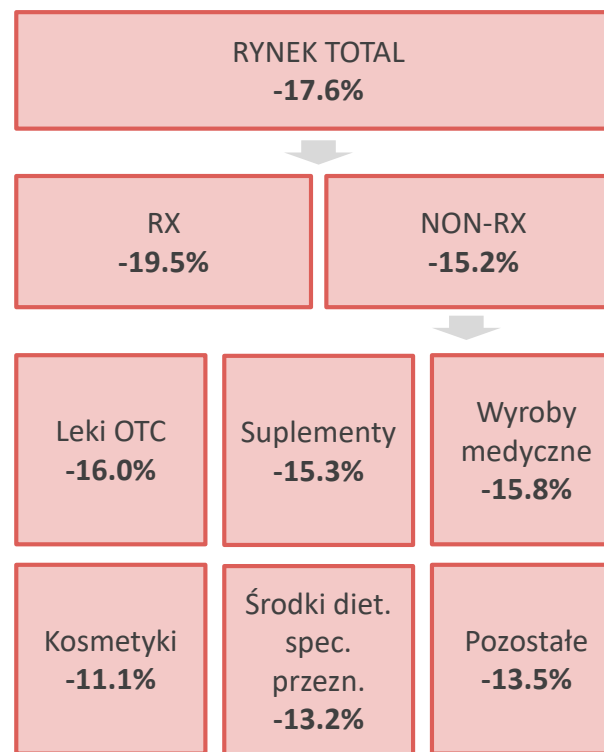 RYNEK TOTAL
-17.6%
RX
-19.5%
NON-RX
-15.2%
Leki OTC
-16.0%
Suplementy
-15.3%
Wyroby
medyczne
-15.8%
Kosmetyki
-11.1%
Środki diet.
spec.
przezn.
-13.2%
Pozostałe
-13.5%